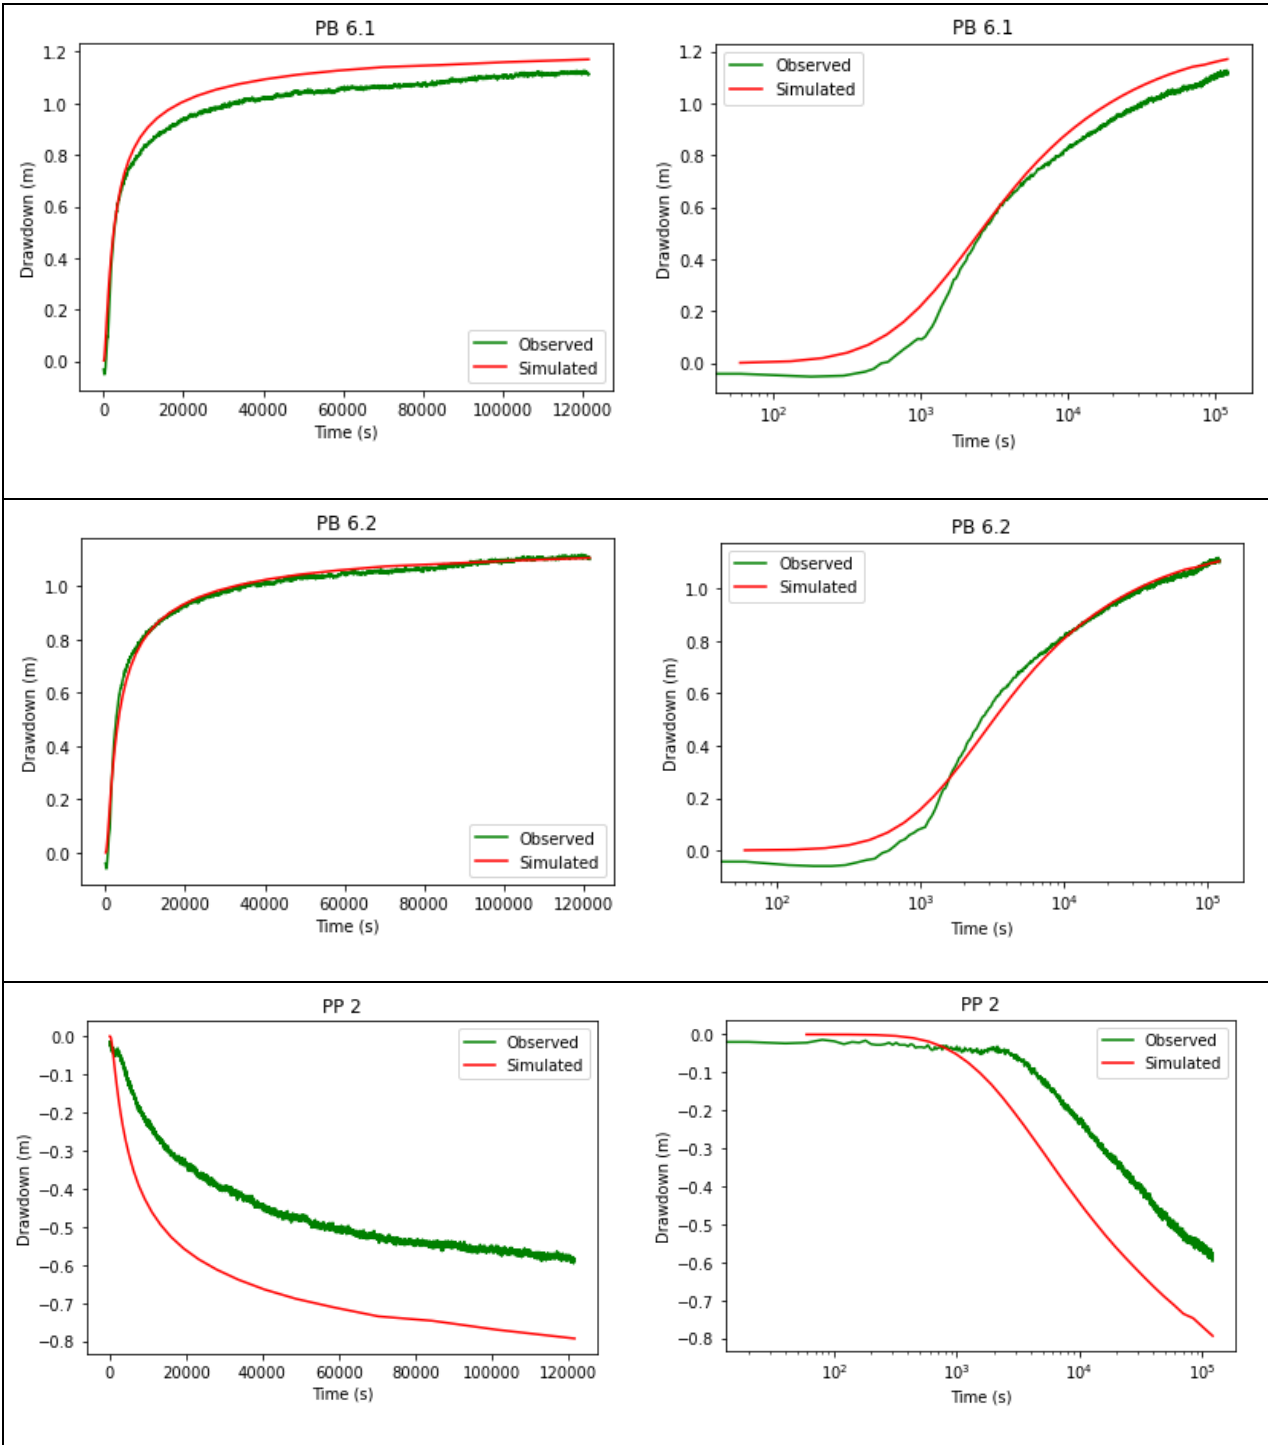 PB 6.1
1.2
1.0
0.8
0.6
0.4
0.2
0.0
Drawdown (m)
Observed
Simulated
0 20000 40000 60000 80000 100000 120000
Time (s)
PB 6.1
1.2
1.0
0.8
0.6
0.4
0.2
0.0
Drawdown (m)
Observed
Simulated
10² 10³ 10⁴ 10⁵
Time (s)
PB 6.2
1.0
0.8
0.6
0.4
0.2
0.0
Drawdown (m)
Observed
Simulated
0 20000 40000 60000 80000 100000 120000
Time (s)
PB 6.2
1.0
0.8
0.6
0.4
0.2
0.0
Drawdown (m)
Observed
Simulated
10² 10³ 10⁴ 10⁵
Time (s)
PP 2
0.0
−0.1
−0.2
−0.3
−0.4
−0.5
−0.6
−0.7
−0.8
Drawdown (m)
Observed
Simulated
0 20000 40000 60000 80000 100000 120000
Time (s)
PP 2
0.0
−0.1
−0.2
−0.3
−0.4
−0.5
−0.6
−0.7
−0.8
Drawdown (m)
Observed
Simulated
10² 10³ 10⁴ 10⁵
Time (s)